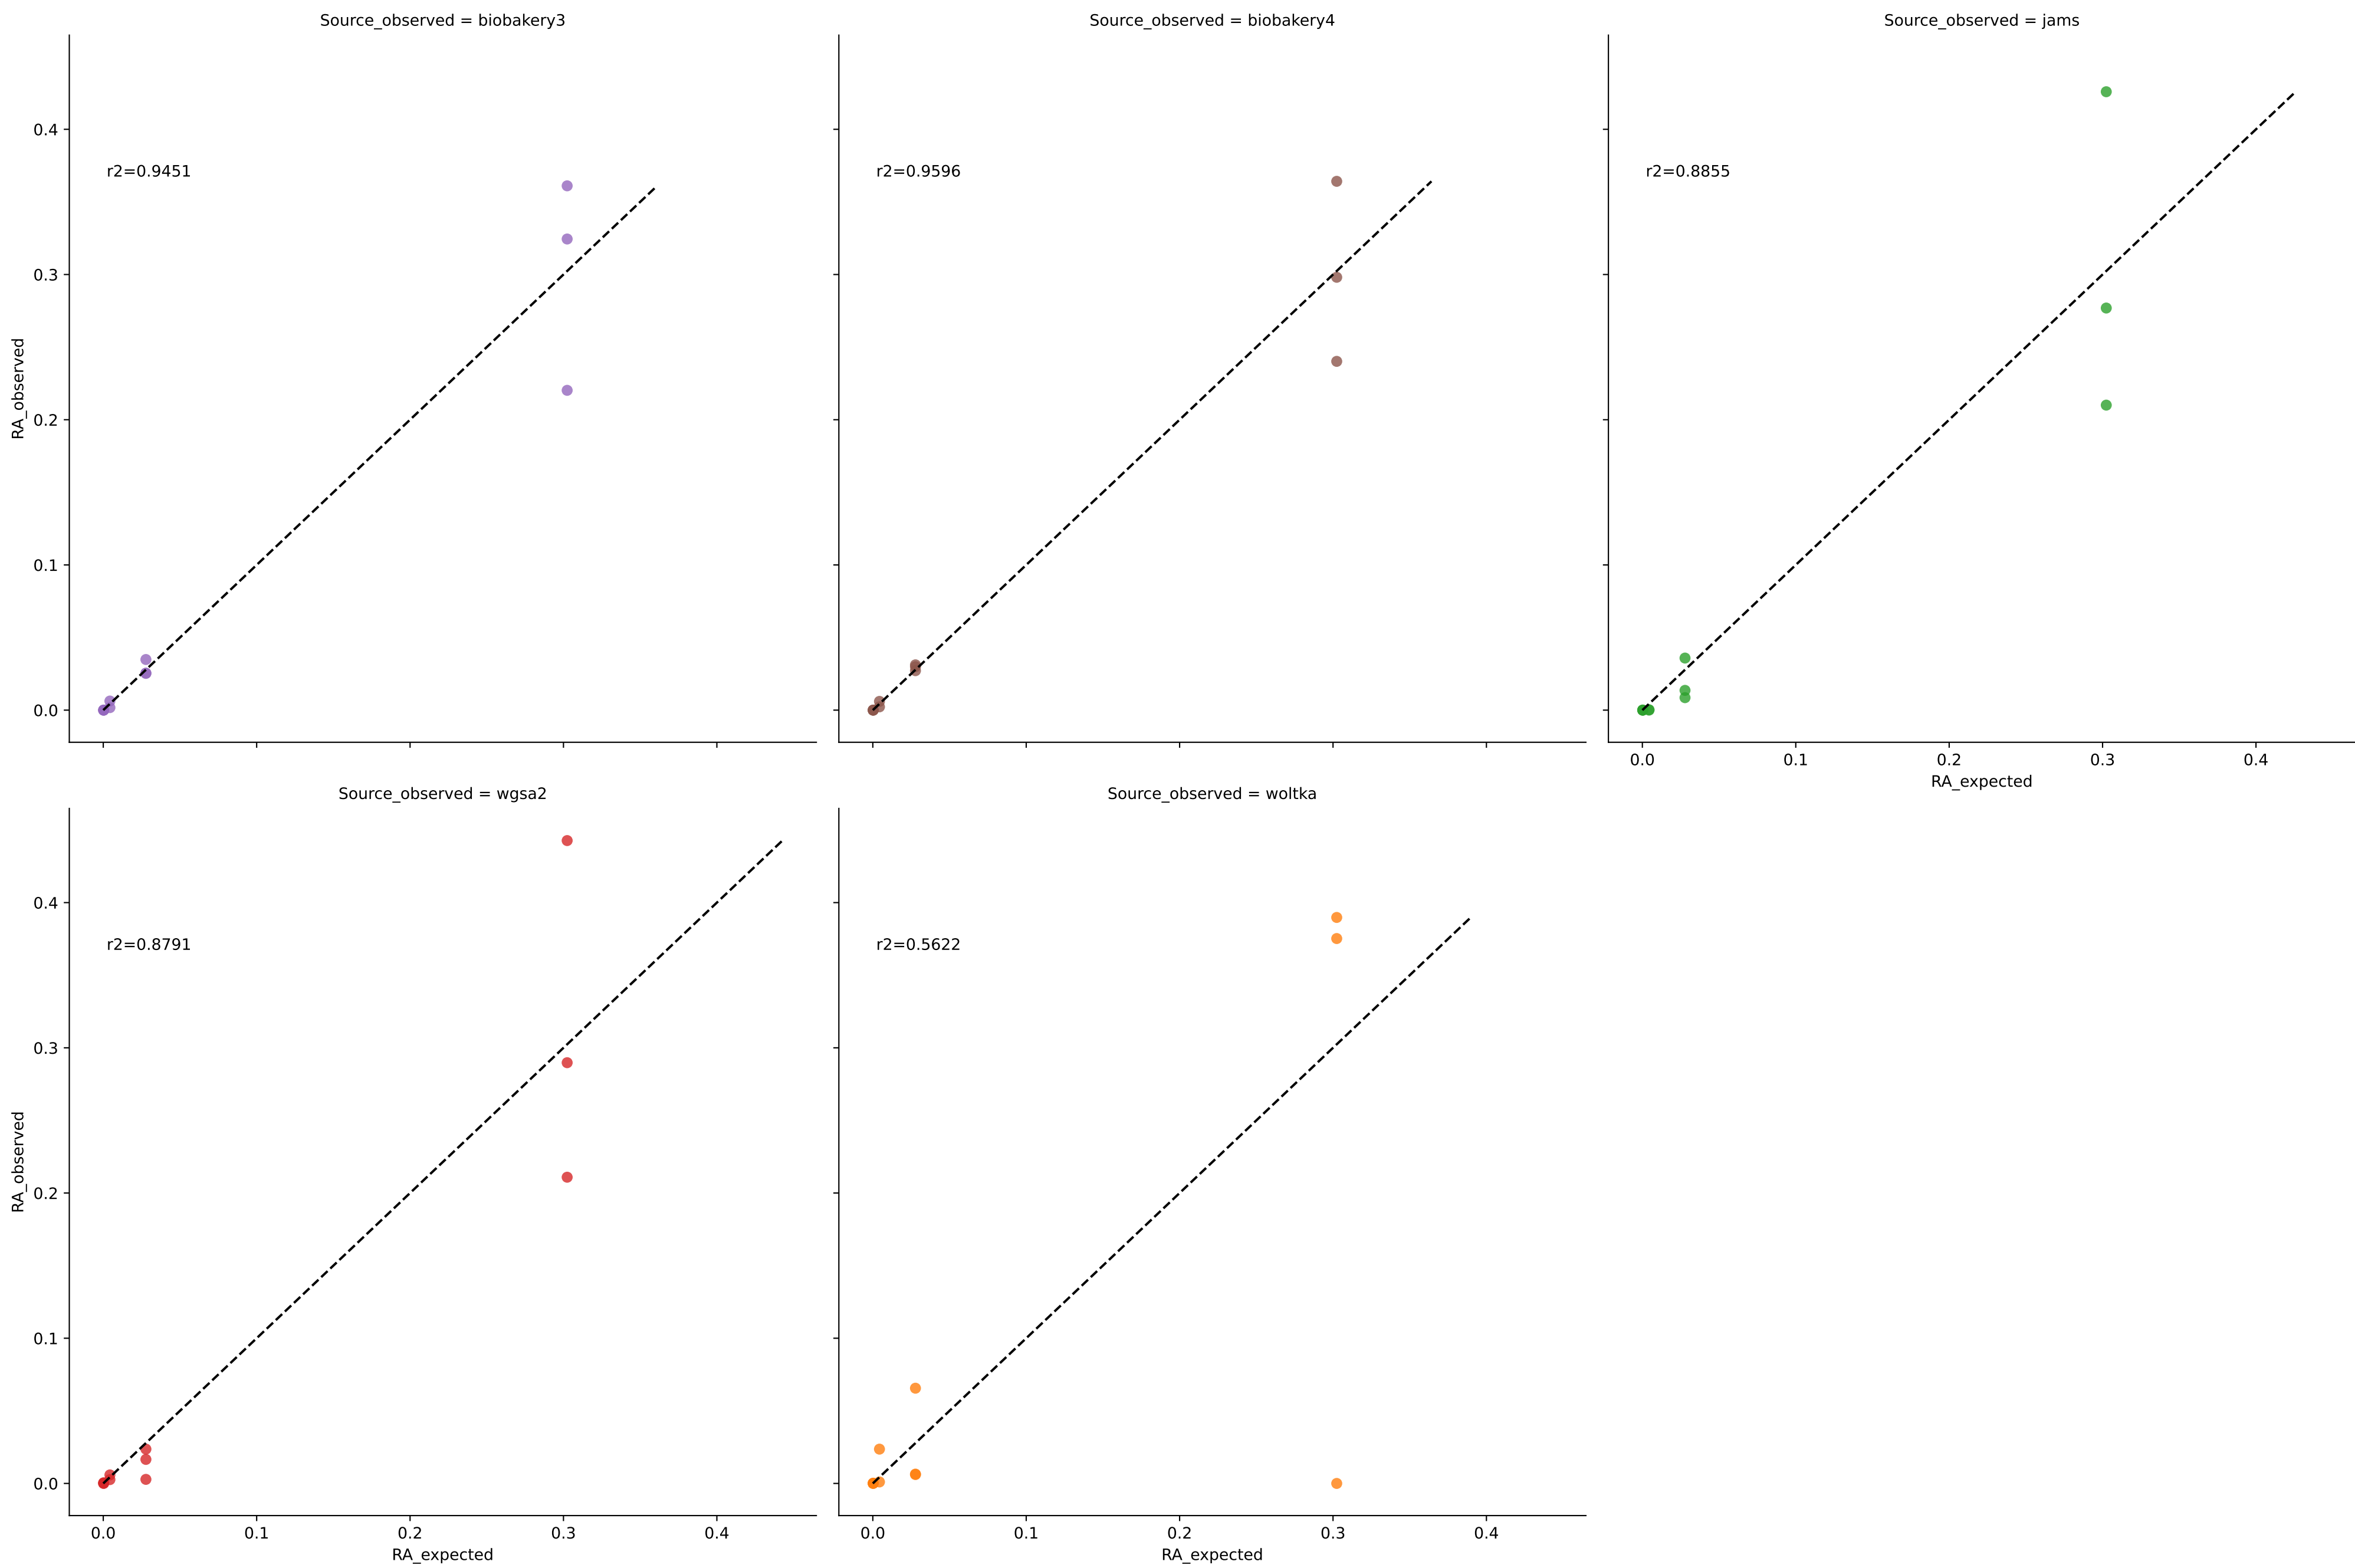 Source_observed = biobakery3
Source_observed = biobakery4
Source_observed = jams
RA_observed
0.4
0.3
0.2
0.1
0.0
r2=0.9451
r2=0.9596
r2=0.8855
0.0 0.1 0.2 0.3 0.4
RA_expected
Source_observed = wgsa2
Source_observed = woltka
RA_observed
0.4
0.3
0.2
0.1
0.0
r2=0.8791
r2=0.5622
0.0 0.1 0.2 0.3 0.4
RA_expected
0.0 0.1 0.2 0.3 0.4
RA_expected